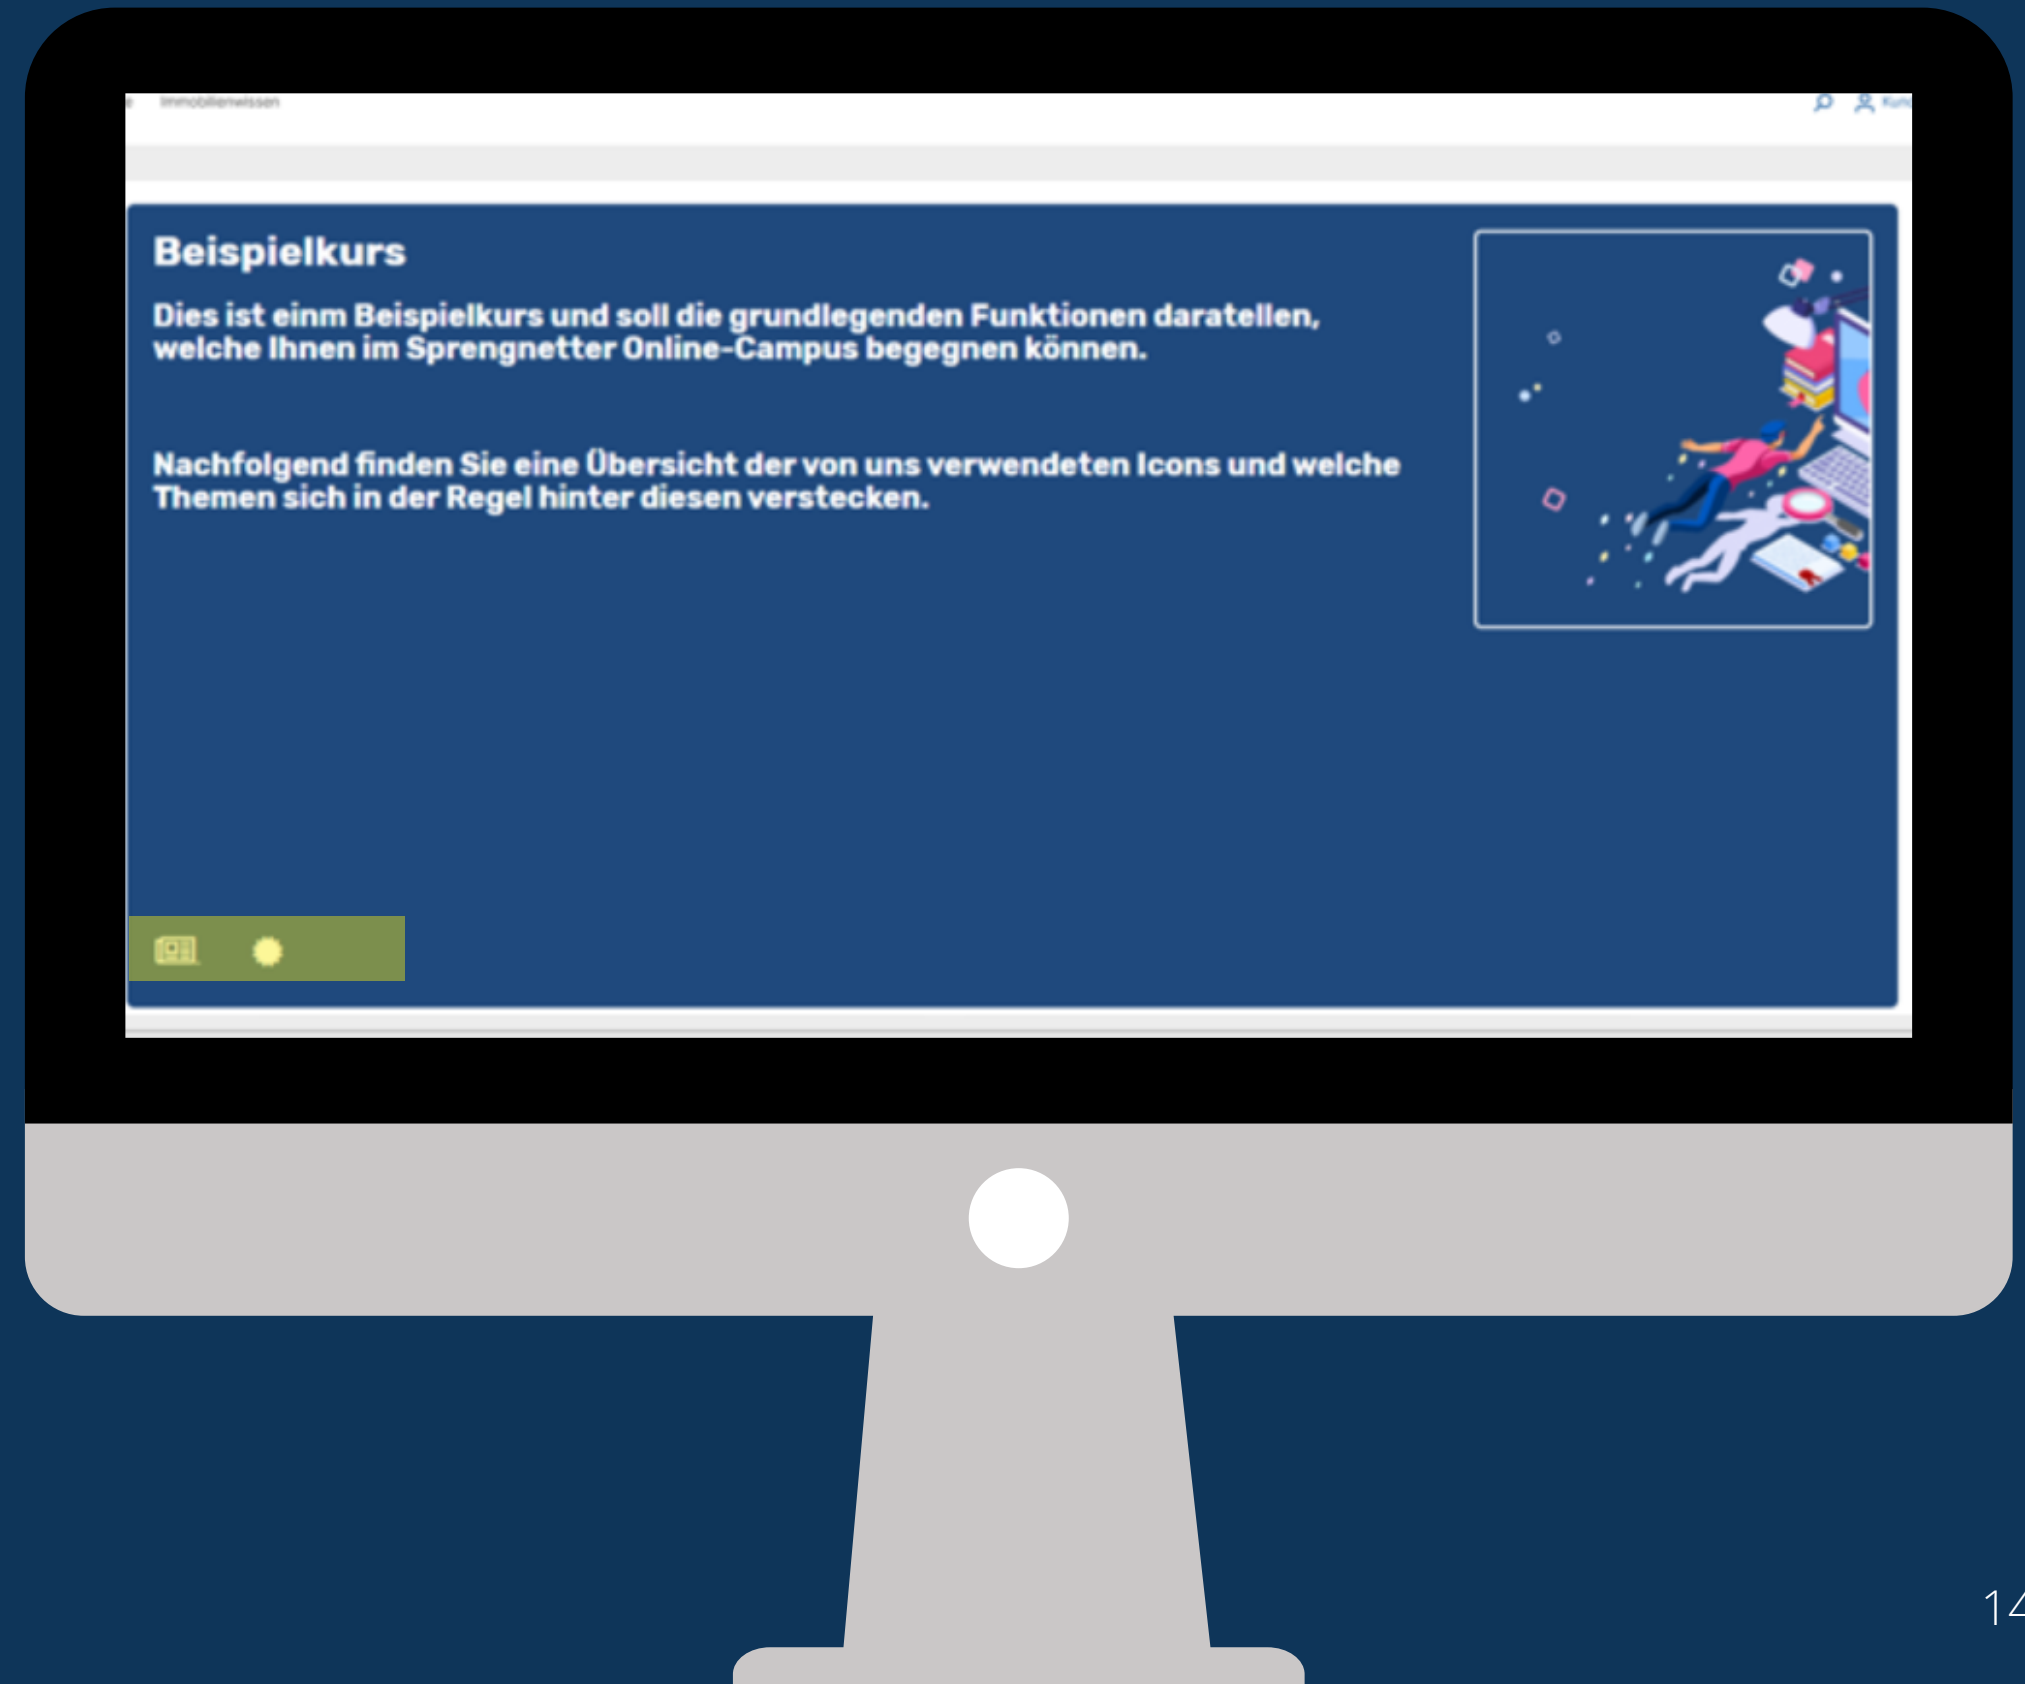 Immobilienwissen
Beispielkurs
Dies ist einm Beispielkurs und soll die grundlegenden Funktionen daratellen,
welche Ihnen im Sprengnetter Online-Campus begegnen können.
Nachfolgend finden Sie eine Übersicht der von uns verwendeten Icons und welche
Themen sich in der Regel hinter diesen verstecken.
14